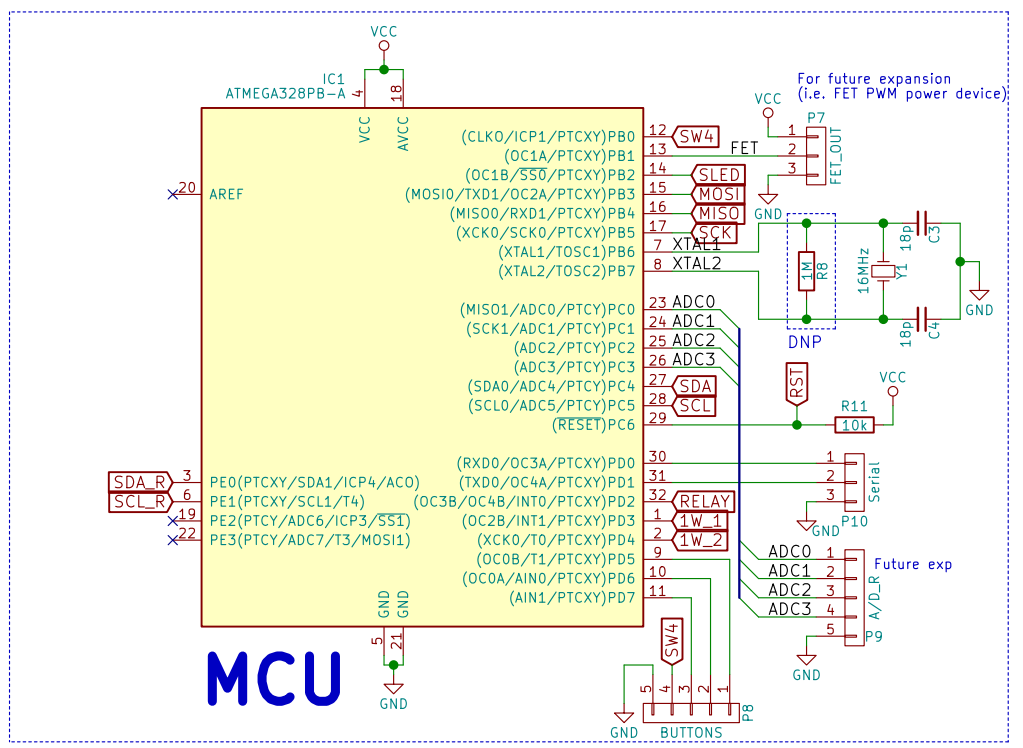 VCC
IC1
ATMEGA328PB-A
4
18
VCC
AVCC
For future expansion
(i.e. FET PWM power device)
VCC
P7
1
2
3
FET_OUT
GND
20
AREF
(CLKO/ICP1/PTCXY)PB0
12
SW4
(OC1A/PTCXY)PB1
13
FET
(OC1B/SS0/PTCXY)PB2
14
SLED
(MOSI0/TXD1/OC2A/PTCXY)PB3
15
MOSI
(MISO0/RXD1/PTCXY)PB4
16
MISO
(XCK0/SCK0/PTCXY)PB5
17
SCK
(XTAL1/TOSC1)PB6
7
XTAL1
(XTAL2/TOSC2)PB7
8
XTAL2
1M
R8
DNP
16MHz
Y1
18p
C3
18p
C4
GND
(MISO1/ADC0/PTCY)PC0
23
ADC0
(SCK1/ADC1/PTCY)PC1
24
ADC1
(ADC2/PTCY)PC2
25
ADC2
(ADC3/PTCY)PC3
26
ADC3
(SDA0/ADC4/PTCY)PC4
27
SDA
(SCL0/ADC5/PTCY)PC5
28
SCL
(RESET)PC6
29
RST
VCC
R11
10k
(RXD0/OC3A/PTCXY)PD0
30
(TXD0/OC4A/PTCXY)PD1
31
(OC3B/OC4B/INT0/PTCXY)PD2
32
RELAY
(OC2B/INT1/PTCXY)PD3
1
1W_1
(XCK0/T0/PTCXY)PD4
2
1W_2
(OC0B/T1/PTCXY)PD5
9
(OC0A/AIN0/PTCXY)PD6
10
(AIN1/PTCXY)PD7
11
SDA_R
3
PE0(PTCXY/SDA1/ICP4/ACO)
SCL_R
6
PE1(PTCXY/SCL1/T4)
19
PE2(PTCY/ADC6/ICP3/SS1)
22
PE3(PTCY/ADC7/T3/MOSI1)
1
2
3
Serial
P10
GND
ADC0
1
ADC1
2
ADC2
3
ADC3
4
5
Future exp
A/D_R
P9
GND
GND
GND
5
21
GND
MCU
SW4
5
4
3
2
1
P8
GND
BUTTONS